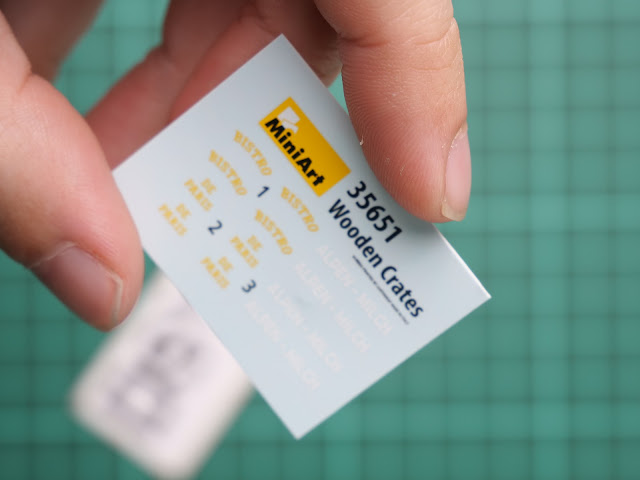 MiniArt
35651
Wooden Crates
BISTRO
BISTRO
1
BISTRO
BISTRO
DE
PARIS
2
DE
PARIS
DE
PARIS
3
ALPEN - MILCH
ALPEN - MILCH
ALPEN - MILCH
ALPEN - MILCH